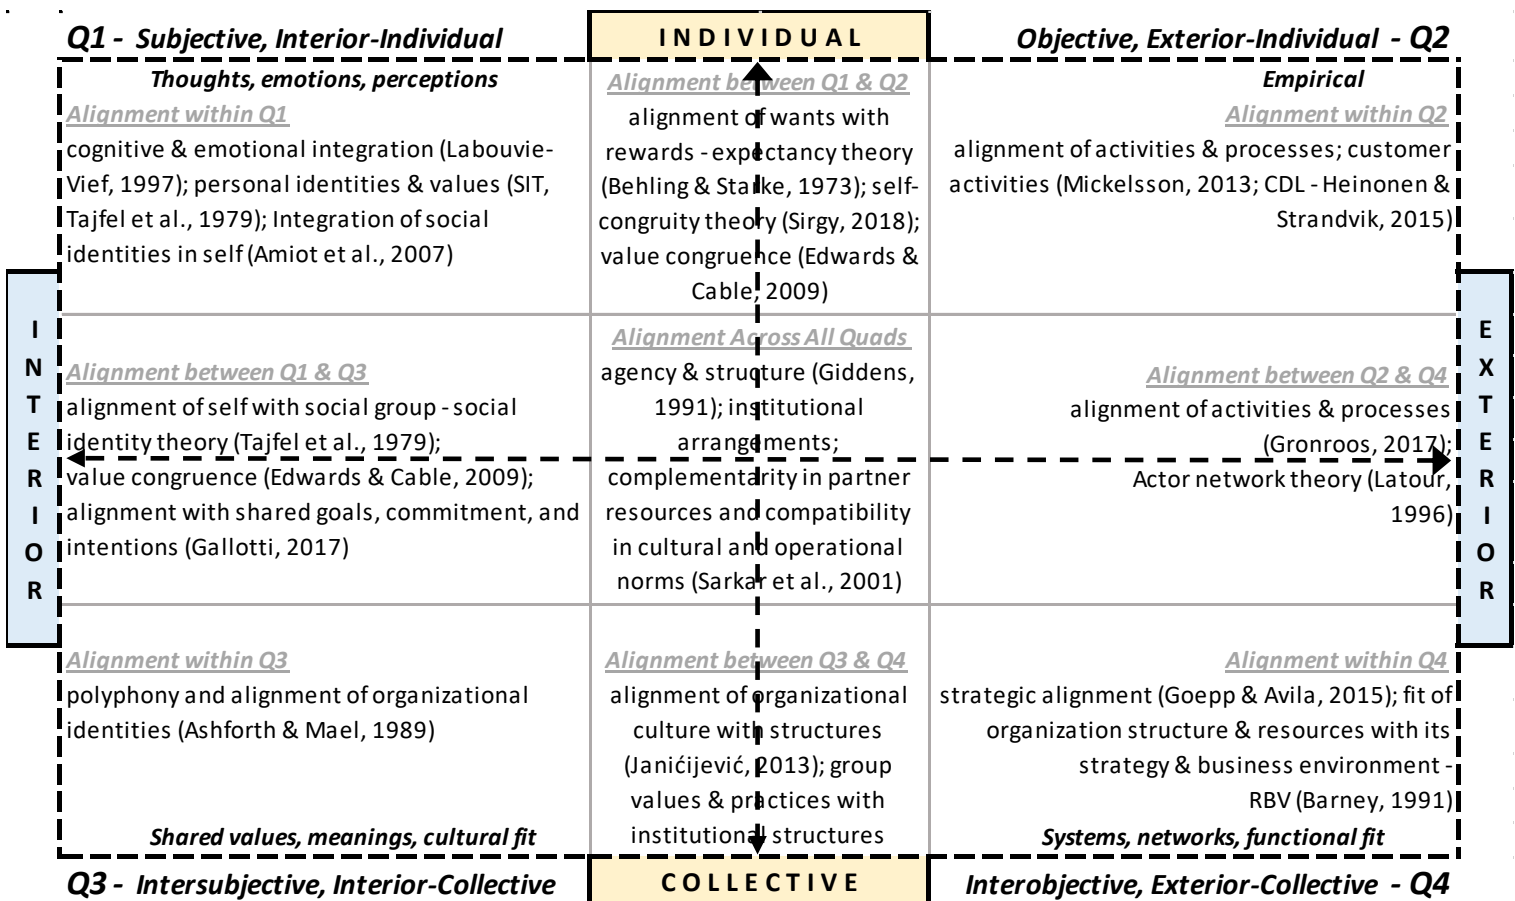 Q1 - Subjective, Interior-Individual
INDIVIDUAL
Objective, Exterior-Individual - Q2
Thoughts, emotions, perceptions
Alignment within Q1
cognitive & emotional integration (Labouvie-
Vief, 1997); personal identities & values (SIT,
Tajfel et al., 1979); Integration of social
identities in self (Amiot et al., 2007)
Alignment between Q1 & Q2
alignment of wants with
rewards - expectancy theory
(Behling & Starke, 1973); self-
congruity theory (Sirgy, 2018);
value congruence (Edwards &
Cable, 2009)
Empirical
Alignment within Q2
alignment of activities & processes; customer
activities (Mickelsson, 2013; CDL - Heinonen &
Strandvik, 2015)
INTERIOR
Alignment between Q1 & Q3
alignment of self with social group - social
identity theory (Tajfel et al., 1979);
value congruence (Edwards & Cable, 2009);
alignment with shared goals, commitment, and
intentions (Gallotti, 2017)
Alignment Across All Quads
agency & structure (Giddens,
1991); institutional
arrangements;
complementarity in partner
resources and compatibility
in cultural and operational
norms (Sarkar et al., 2001)
Alignment between Q2 & Q4
alignment of activities & processes
(Gronroos, 2017);
Actor network theory (Latour,
1996)
EXTERIOR
Alignment within Q3
polyphony and alignment of organizational
identities (Ashforth & Mael, 1989)
Shared values, meanings, cultural fit
Alignment between Q3 & Q4
alignment of organizational
culture with structures
(Janićijević, 2013); group
values & practices with
institutional structures
Alignment within Q4
strategic alignment (Goepp & Avila, 2015); fit of
organization structure & resources with its
strategy & business environment -
RBV (Barney, 1991)
Systems, networks, functional fit
Q3 - Intersubjective, Interior-Collective
COLLECTIVE
Interobjective, Exterior-Collective - Q4